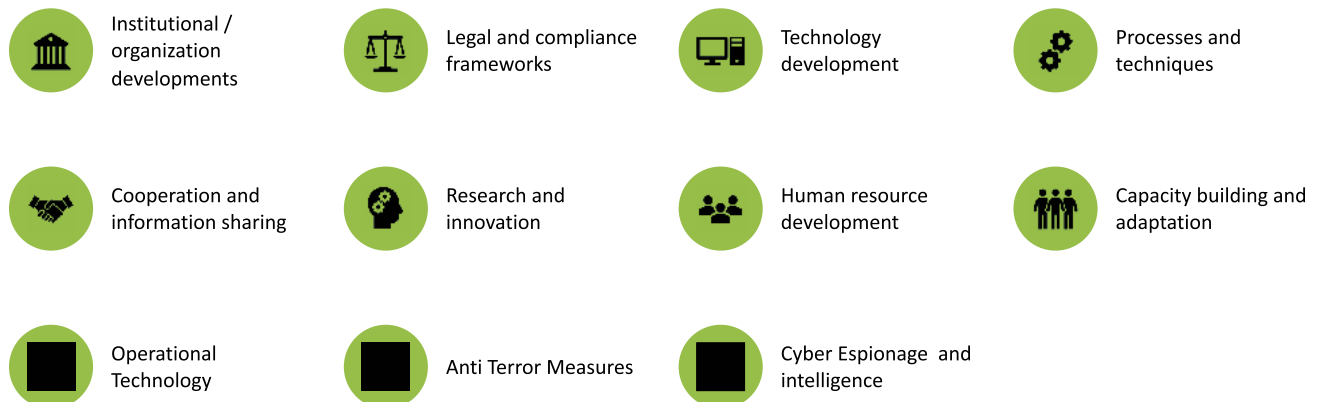 Institutional /
organization
developments
Legal and compliance
frameworks
Technology
development
Processes and
techniques
Cooperation and
information sharing
Research and
innovation
Human resource
development
Capacity building and
adaptation
Operational
Technology
Anti Terror Measures
Cyber Espionage  and
intelligence